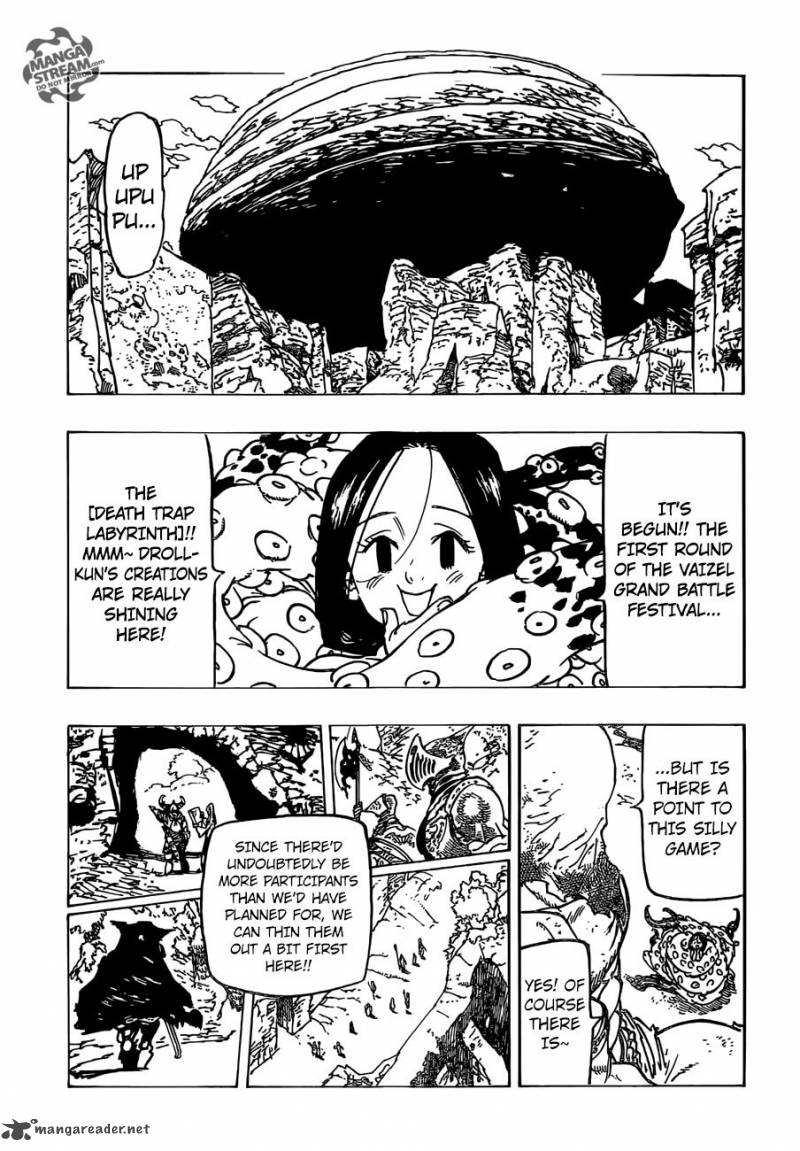 MANGA
STREAM.COM
DO NOT MIRROR
UP
UPU
PU...
IT'S
BEGUN!! THE
FIRST ROUND
OF THE VAIZEL
GRAND BATTLE
FESTIVAL...
THE
[DEATH TRAP
LABYRINTH]!!
MMM~ DROLL-
KUN'S CREATIONS
ARE REALLY
SHINING
HERE!
...BUT IS
THERE A
POINT TO
THIS SILLY
GAME?
YES! OF
COURSE
THERE
IS~
SINCE THERE'D
UNDOUBTEDLY BE
MORE PARTICIPANTS
THAN WE'D HAVE
PLANNED FOR, WE
CAN THIN THEM
OUT A BIT FIRST
HERE!!
mangareader.net